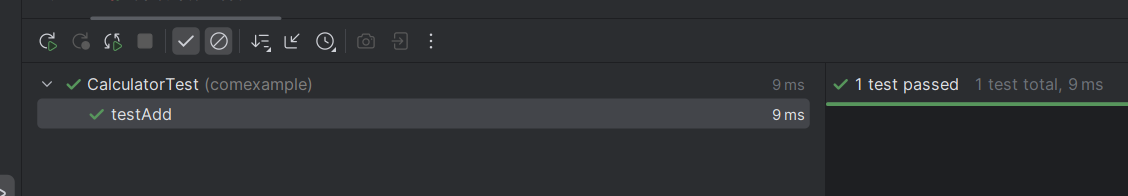 CalculatorTest (comexample) 9 ms
testAdd 9 ms
1 test passed 1 test total, 9 ms